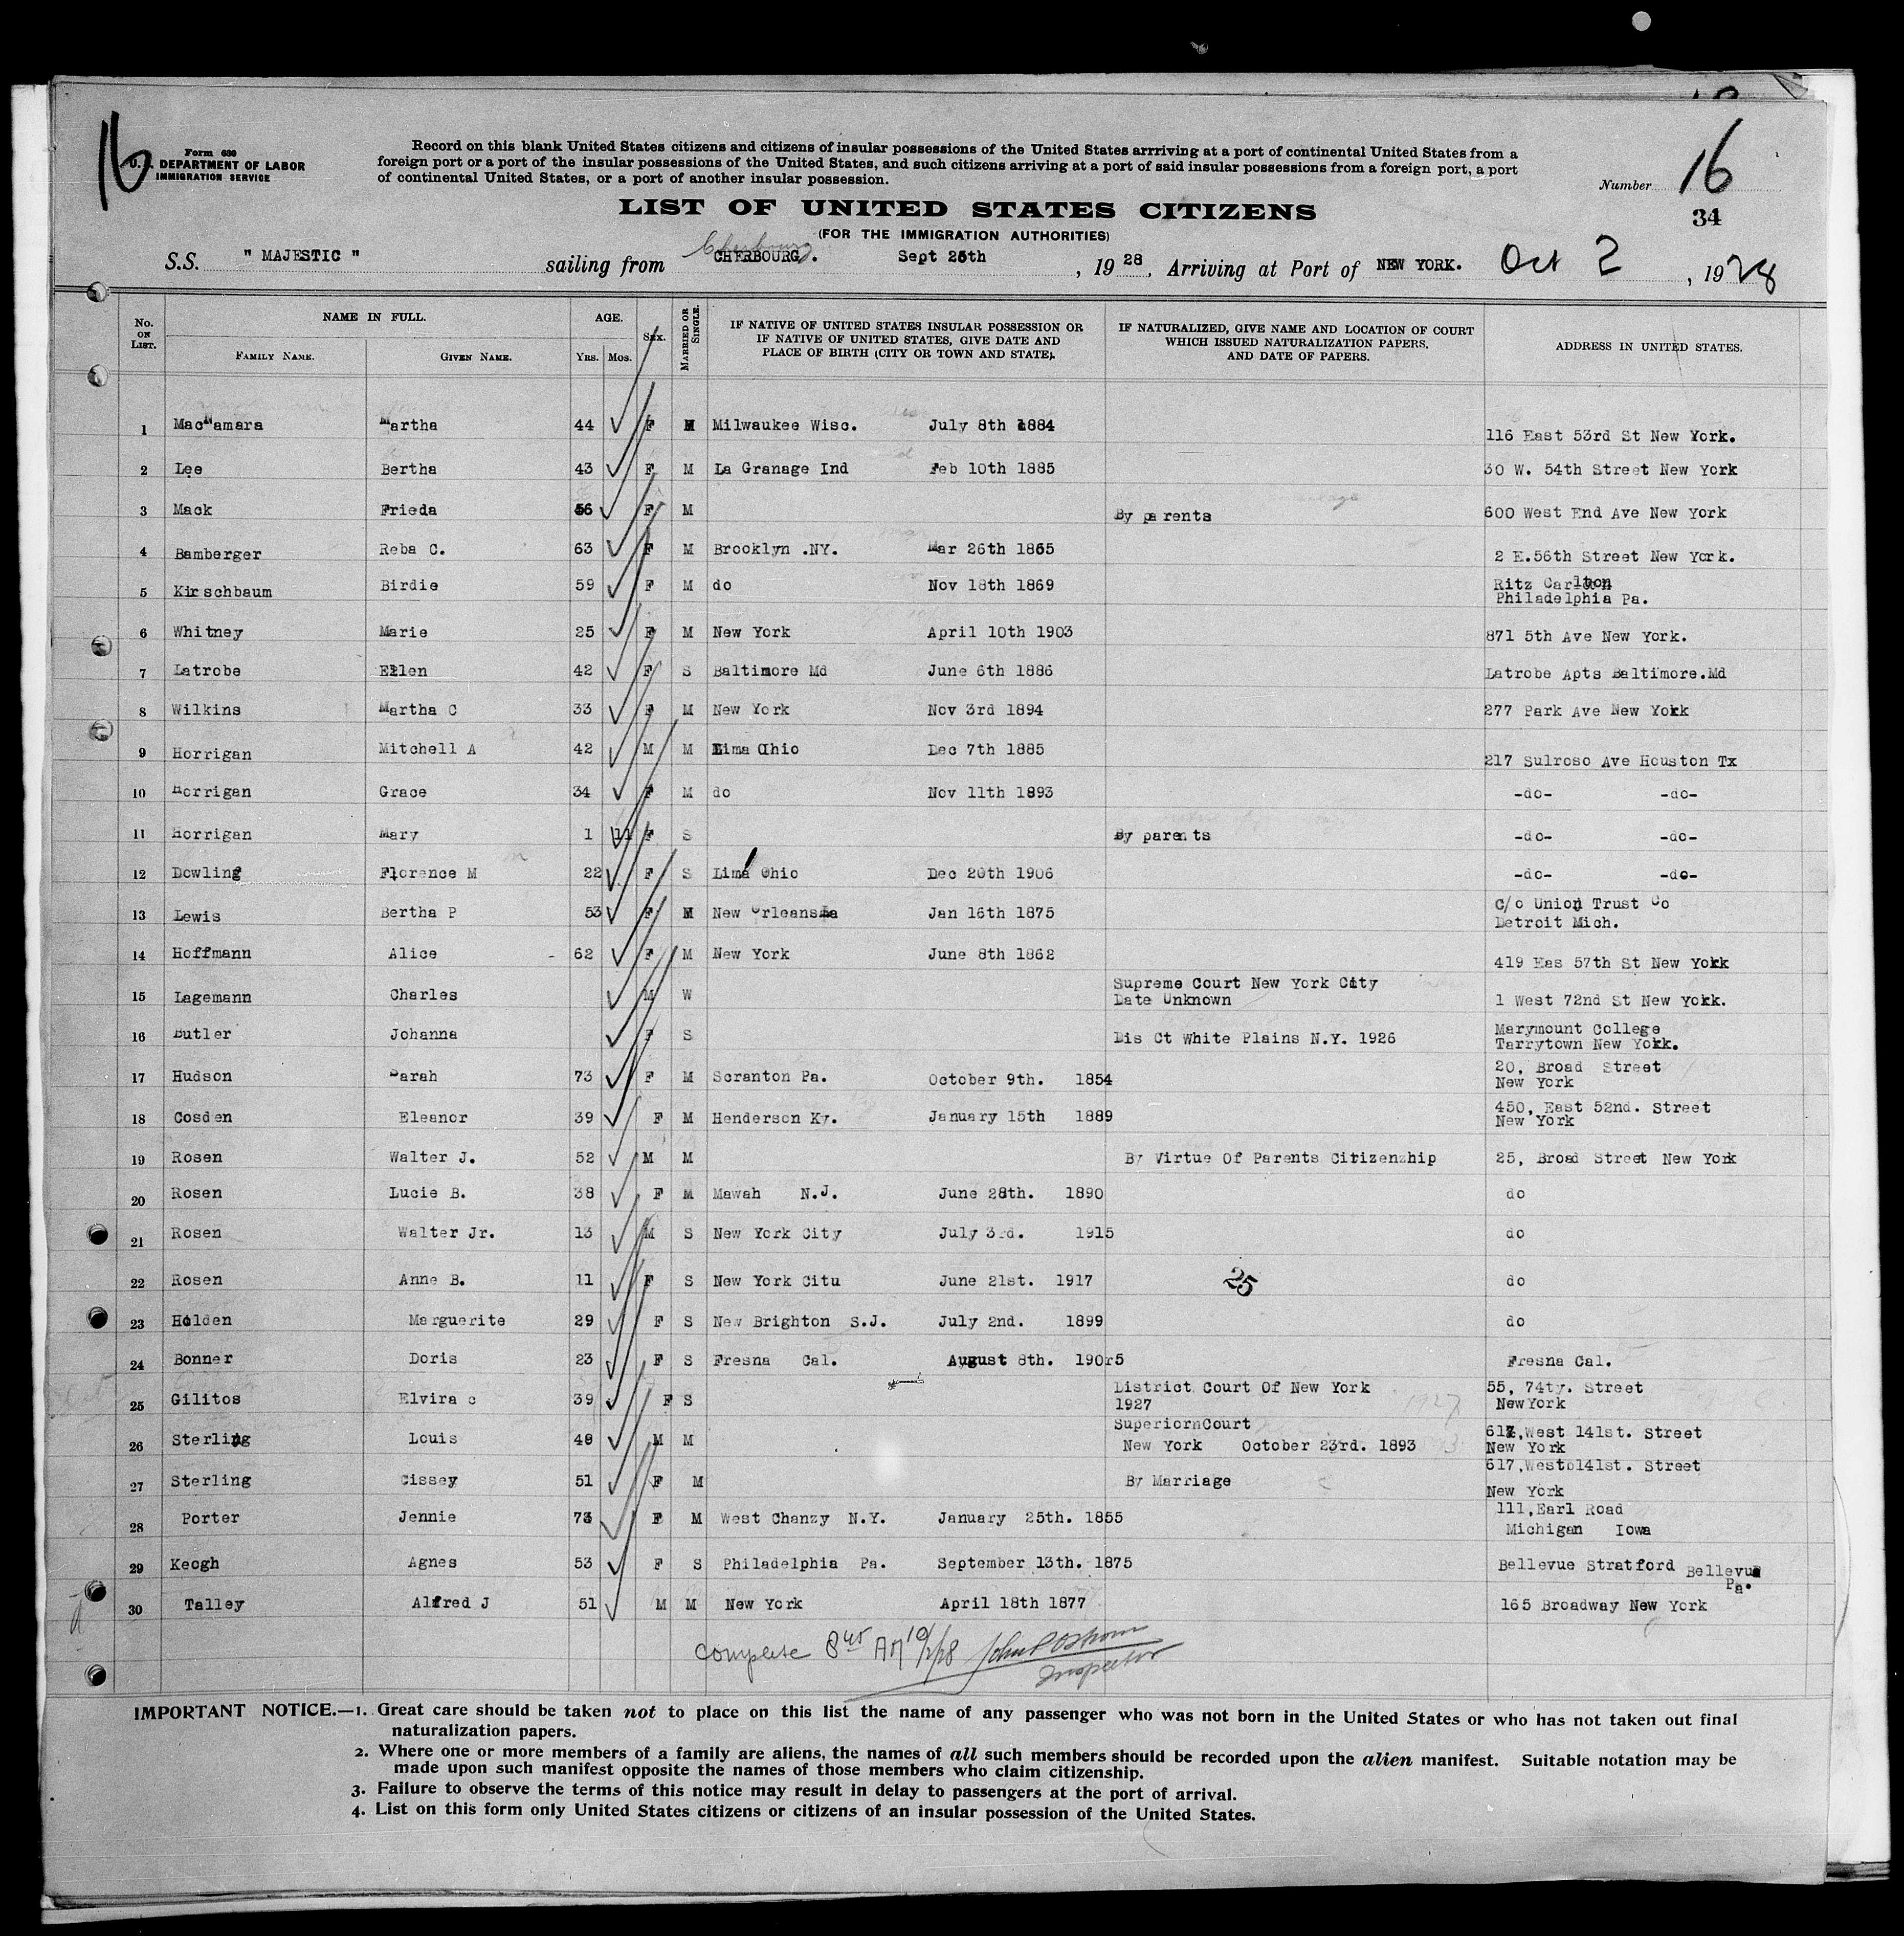 16
Form 630
U.S. DEPARTMENT OF LABOR
IMMIGRATION SERVICE
Record on this blank United States citizens and citizens of insular possessions of the United States arrriving at a port of continental United States from a
foreign port or a port of the insular possessions of the United States, and such citizens arriving at a port of said insular possessions from a foreign port, a port
of continental United States, or a port of another insular possession.
Number 16
34
LIST OF UNITED STATES CITIZENS
(FOR THE IMMIGRATION AUTHORITIES)
Cherbourg
S.S. " MAJESTIC " sailing from CHERBOURG. Sept 25th, 1928, Arriving at Port of NEW YORK. Oct 2, 1928
No. ON LIST. NAME IN FULL. FAMILY NAME. GIVEN NAME. AGE. YRS. MOS. SEX. MARRIED OR SINGLE. IF NATIVE OF UNITED STATES INSULAR POSSESSION OR IF NATIVE OF UNITED STATES, GIVE DATE AND PLACE OF BIRTH (CITY OR TOWN AND STATE). IF NATURALIZED, GIVE NAME AND LOCATION OF COURT WHICH ISSUED NATURALIZATION PAPERS, AND DATE OF PAPERS. ADDRESS IN UNITED STATES.
1 MacNamara Martha 44 F M Milwaukee Wisc. July 8th 1884 116 East 53rd St New York.
2 Lee Bertha 43 F M La Granage Ind Feb 10th 1885 30 W. 54th Street New York
3 Mack Frieda 56 F M By parents 600 West End Ave New York
4 Bamberger Reba C. 63 F M Brooklyn .NY. Mar 26th 1865 2 E.56th Street New York.
5 Kirschbaum Birdie 59 F M do Nov 18th 1869 Ritz Carlton
Philadelphia Pa.
6 Whitney Marie 25 F M New York April 10th 1903 871 5th Ave New York.
7 Latrobe Ellen 42 F S Baltimore Md June 6th 1886 Latrobe Apts Baltimore.Md
8 Wilkins Martha C 33 F M New York Nov 3rd 1894 277 Park Ave New York
9 Horrigan Mitchell A 42 M M Lima Ohio Dec 7th 1885 217 Sulroso Ave Houston Tx
10 Horrigan Grace 34 F M do Nov 11th 1893 -do- -do-
11 Horrigan Mary 1 11 F S By parents -do- -do-
12 Dowling Florence M 22 F S Lima Ohio Dec 20th 1906 -do- -do-
13 Lewis Bertha P 53 F M New Orleans La Jan 16th 1875 C/o Union Trust Co
Detroit Mich.
14 Hoffmann Alice - 62 F M New York June 8th 1862 419 Eas 57th St New York
15 Lagemann Charles M W Supreme Court New York City
Date Unknown 1 West 72nd St New York.
16 Butler Johanna F S Dis Ct White Plains N.Y. 1926 Marymount College
Tarrytown New York.
17 Hudson Sarah 73 F M Scranton Pa. October 9th. 1854 20, Broad Street
New York
18 Cosden Eleanor 39 F M Henderson Ky. January 15th 1889 450, East 52nd. Street
New York
19 Rosen Walter J. 52 M M By Virtue Of Parents Citizenzhip 25, Broad Street New York
20 Rosen Lucie B. 38 F M Mawah N.J. June 28th. 1890 do
21 Rosen Walter Jr. 13 M S New York City July 3rd. 1915 do
22 Rosen Anne B. 11 F S New York Citu June 21st. 1917 25 do
23 Holden Marguerite 29 F S New Brighton S.J. July 2nd. 1899 do
24 Bonner Doris 23 F S Fresna Cal. August 8th. 1905 Fresna Cal.
25 Gilitos Elvira c 39 F S District Court Of New York
1927 55, 74ty. Street
NewYork
26 Sterling Louis 48 M M SuperiornCourt
New York October 23rd. 1893 617,West 141st. Street
New York
27 Sterling Cissey 51 F M By Marriage 617,West 141st. Street
New York
28 Porter Jennie 73 F M West Chanzy N.Y. January 25th. 1855 111,Earl Road
Michigan Iowa
29 Keogh Agnes 53 F S Philadelphia Pa. September 13th. 1875 Bellevue Stratford Bellevue
Pa.
30 Talley Alfred J 51 M M New York April 18th 1877 165 Broadway New York
Complete 8 45 AM 10/2/28 John P Osborn
Inspector
IMPORTANT NOTICE.—1. Great care should be taken not to place on this list the name of any passenger who was not born in the United States or who has not taken out final
naturalization papers.
2. Where one or more members of a family are aliens, the names of all such members should be recorded upon the alien manifest. Suitable notation may be
made upon such manifest opposite the names of those members who claim citizenship.
3. Failure to observe the terms of this notice may result in delay to passengers at the port of arrival.
4. List on this form only United States citizens or citizens of an insular possession of the United States.